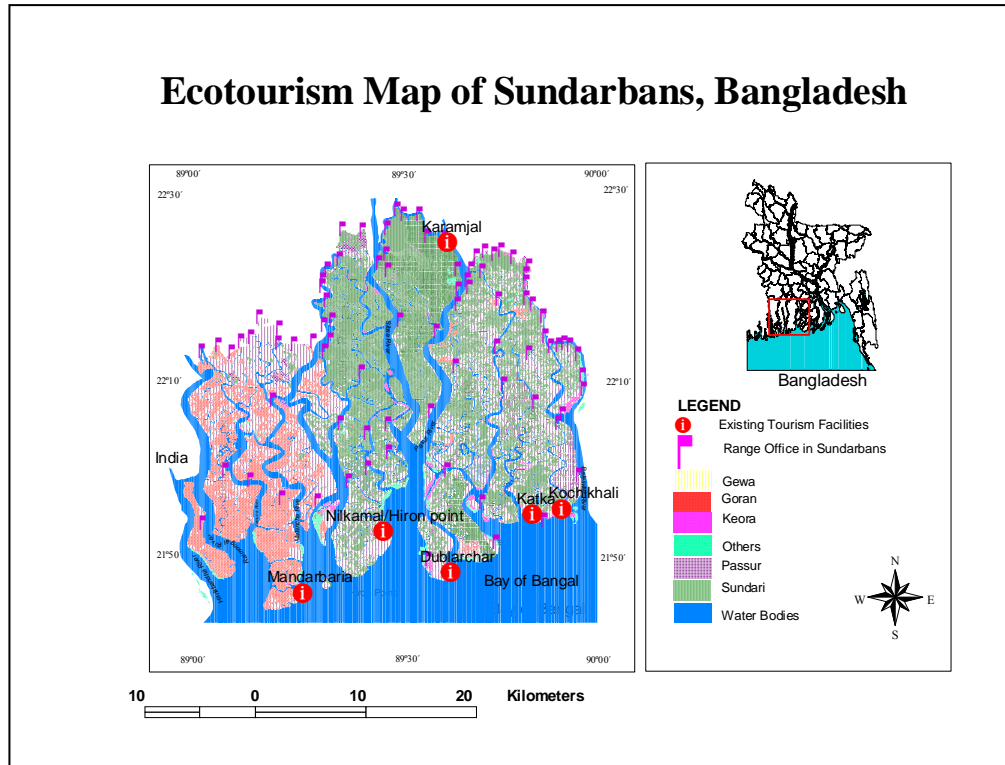 Ecotourism Map of Sundarbans, Bangladesh
89°00´ 89°30´ 90°00´
22°30´ 22°30´
Karamjal
22°10´ 22°10´
India
Kochikhali
Katka
Nilkamal/Hiron point
21°50´ 21°50´
Dublarchar
Mandarbaria
Bay of Bangal
89°00´ 89°30´ 90°00´
10 0 10 20 Kilometers
Bangladesh
LEGEND
Existing Tourism Facilities
Range Office in Sundarbans
Gewa
Goran
Keora
Others
Passur
Sundari
Water Bodies
N
W E
S